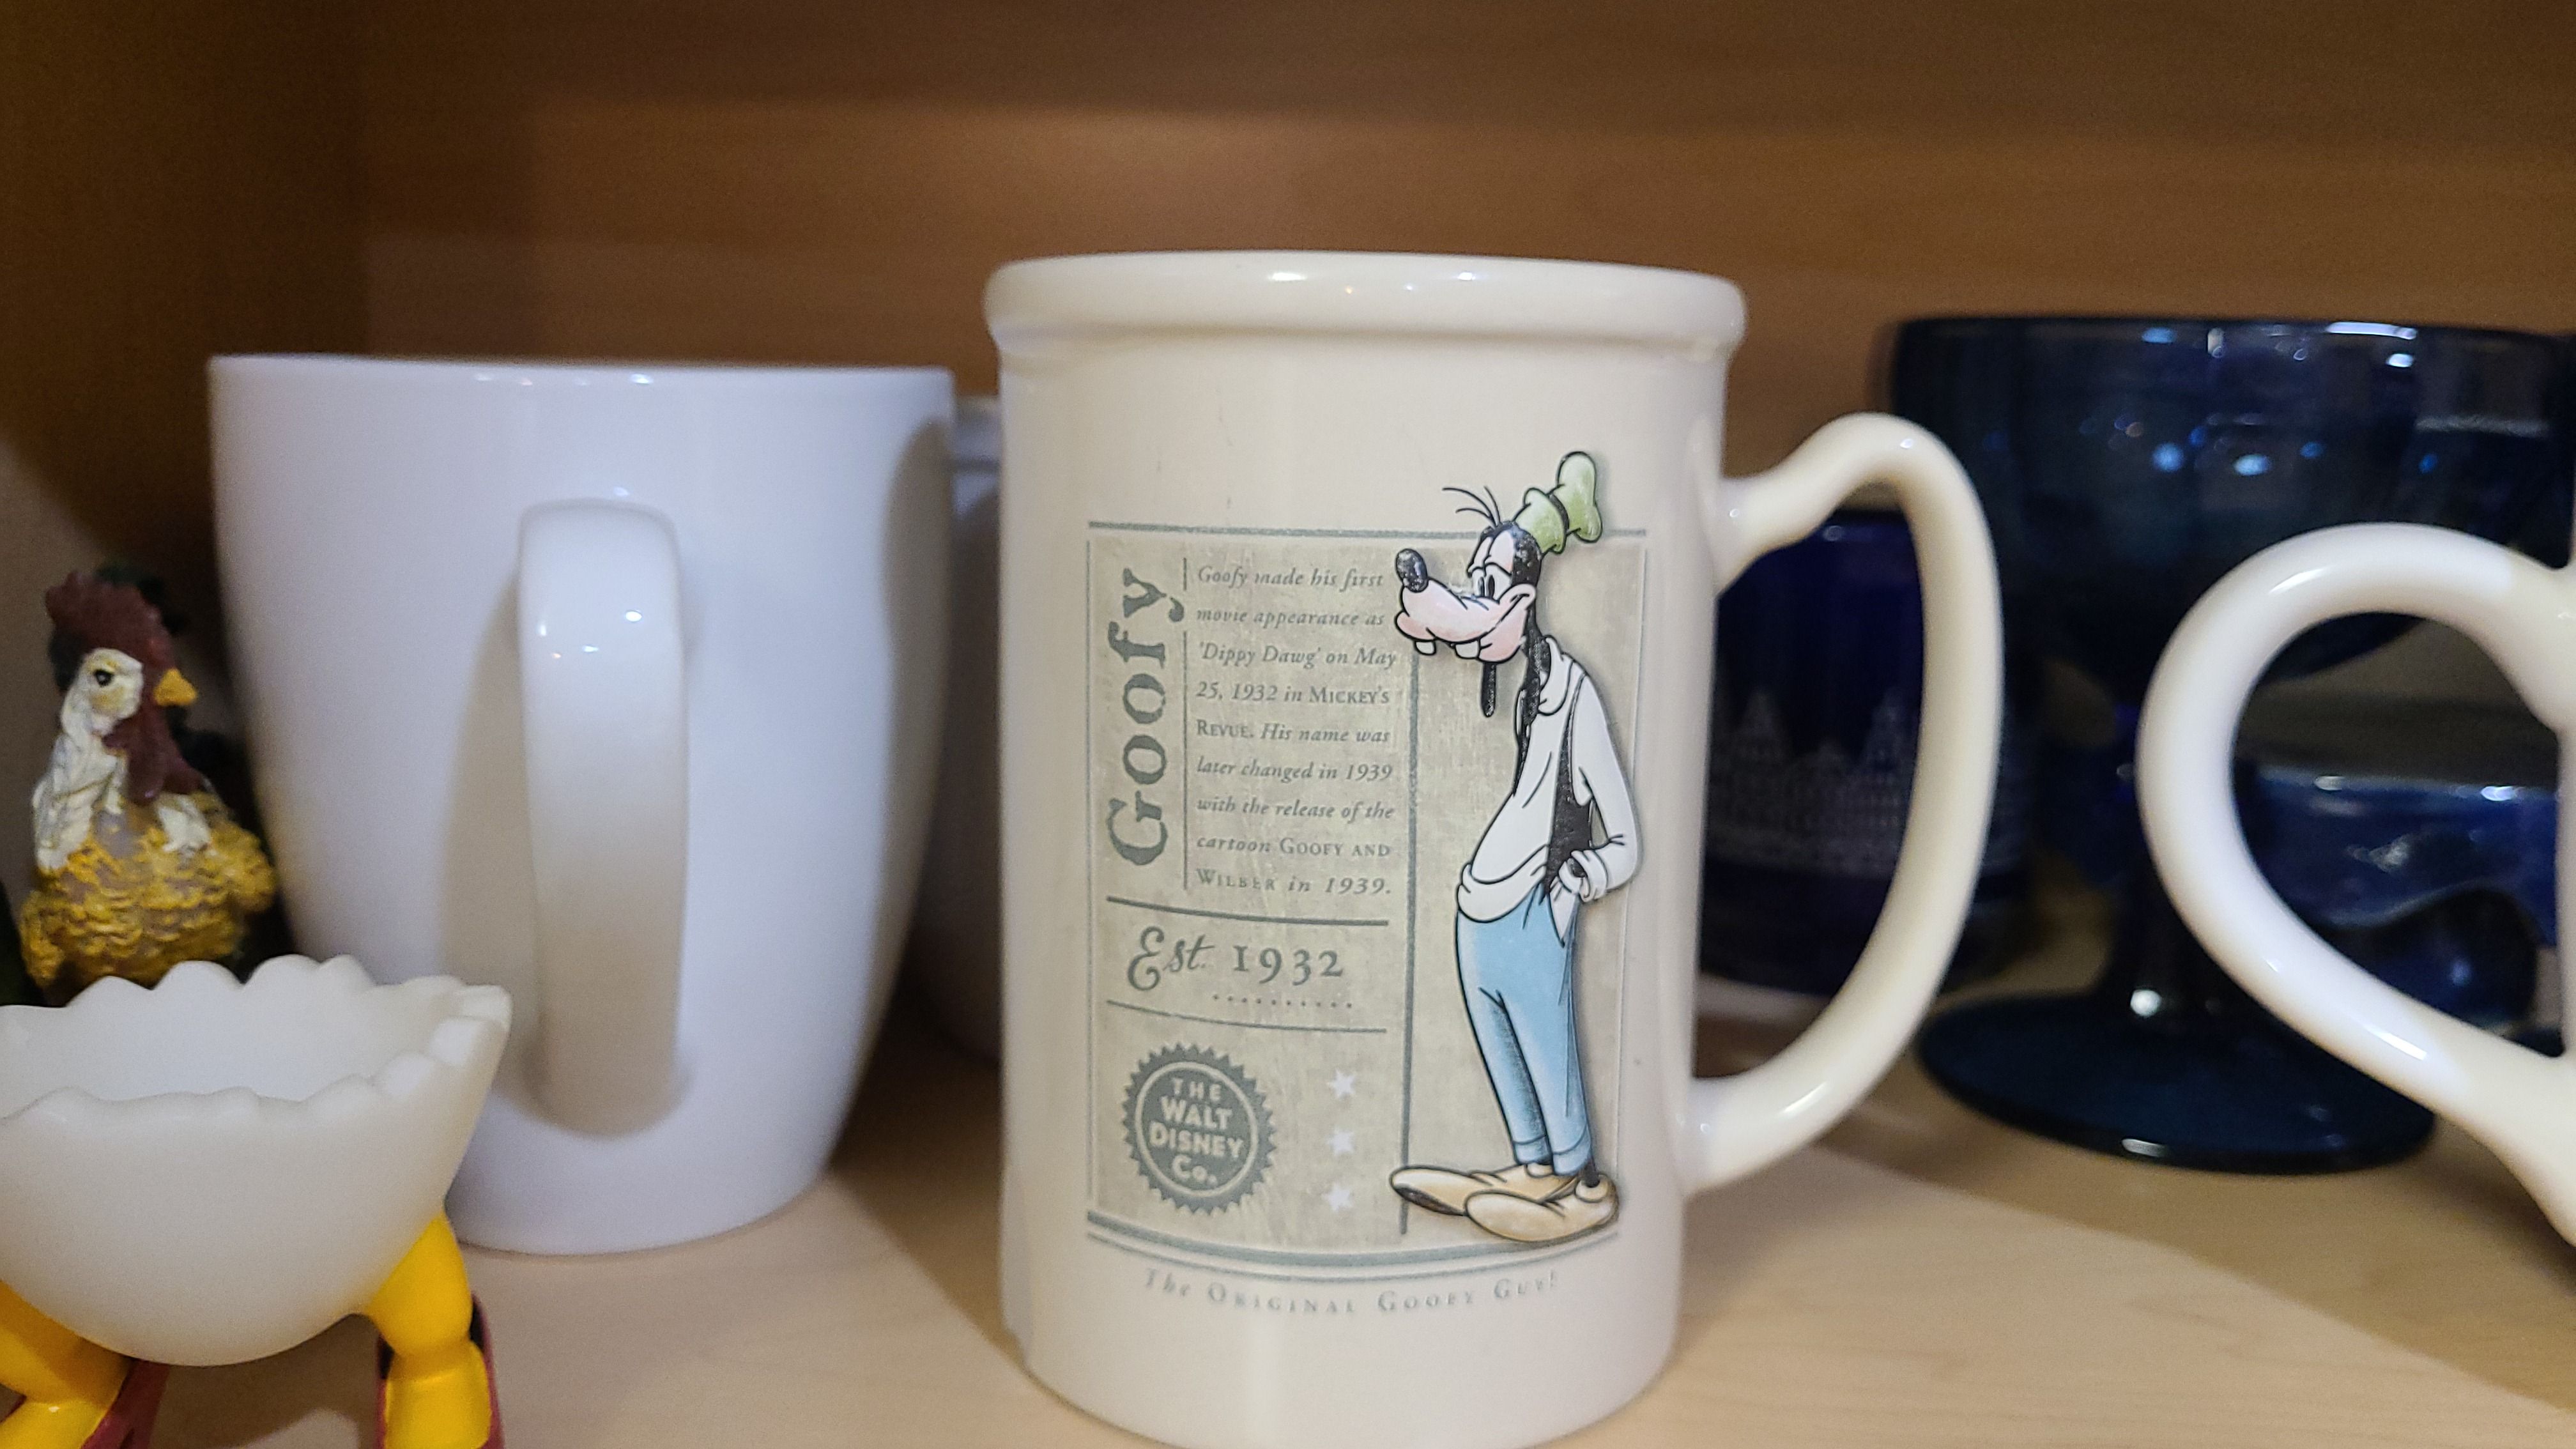 Goofy
Goofy made his first
movie appearance as
'Dippy Dawg' on May
25, 1932 in MICKEY'S
REVUE. His name was
later changed in 1939
with the release of the
cartoon GOOFY AND
WILBER in 1939.
Est. 1932
THE
WALT
DISNEY
Co.
The ORIGINAL GOOFY GUY!